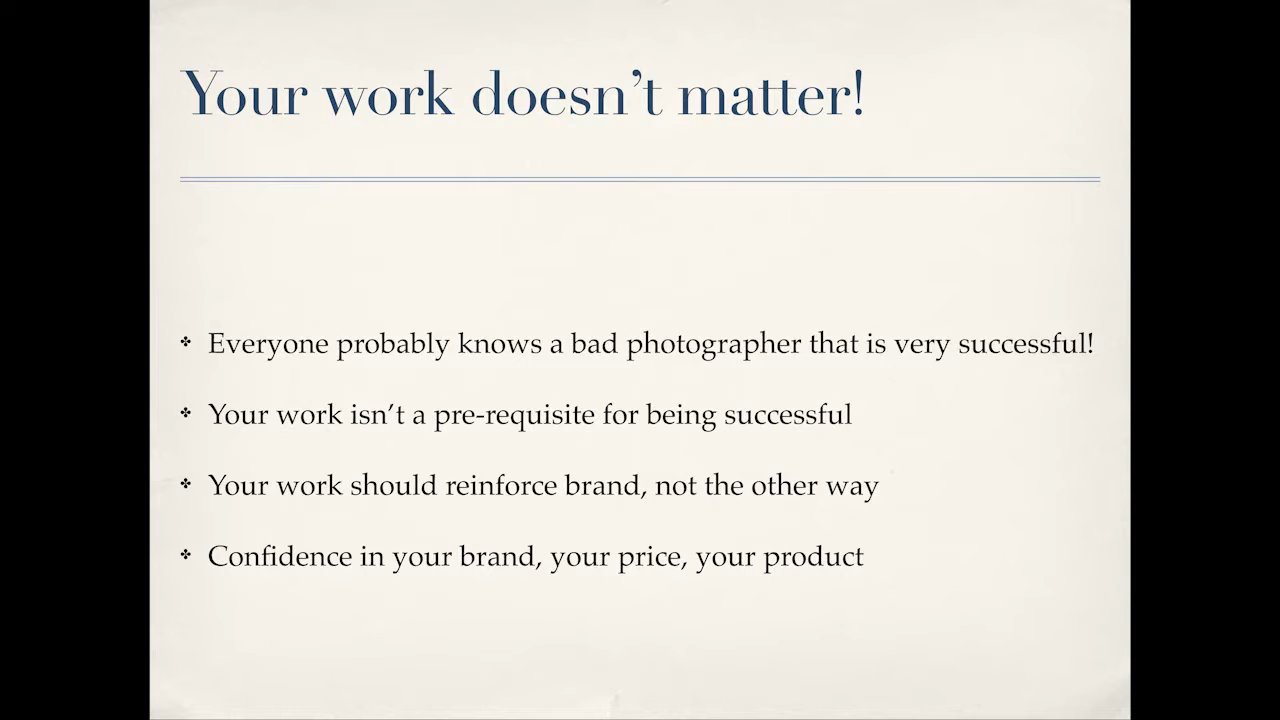 Your work doesn't matter!
Everyone probably knows a bad photographer that is very successful!
Your work isn't a pre-requisite for being successful
Your work should reinforce brand, not the other way
Confidence in your brand, your price, your product